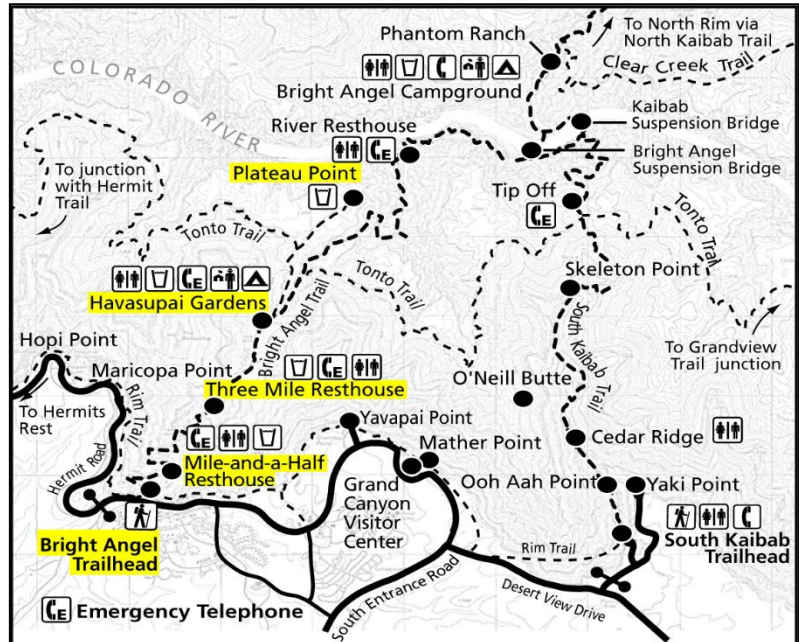 Phantom Ranch
To North Rim via
North Kaibab Trail
Clear Creek Trail
COLORADO RIVER
Bright Angel Campground
Kaibab
Suspension Bridge
River Resthouse
E
Bright Angel
Suspension Bridge
To junction
with Hermit
Trail
Plateau Point
Tip Off
E
Tonto Trail
Tonto Trail
E
Skeleton Point
Havasupai Gardens
Tonto Trail
Bright Angel Trail
South Kaibab Trail
To Grandview
Trail junction
Hopi Point
Maricopa Point
E
Three Mile Resthouse
O'Neill Butte
To Hermits
Rest
Rim Trail
Yavapai Point
E
Mather Point
Cedar Ridge
Mile-and-a-Half
Resthouse
Hermit Road
Ooh Aah Point
Yaki Point
Grand
Canyon
Visitor
Center
Bright Angel
Trailhead
Rim Trail
South Kaibab
Trailhead
E Emergency Telephone
South Entrance Road
Desert View Drive